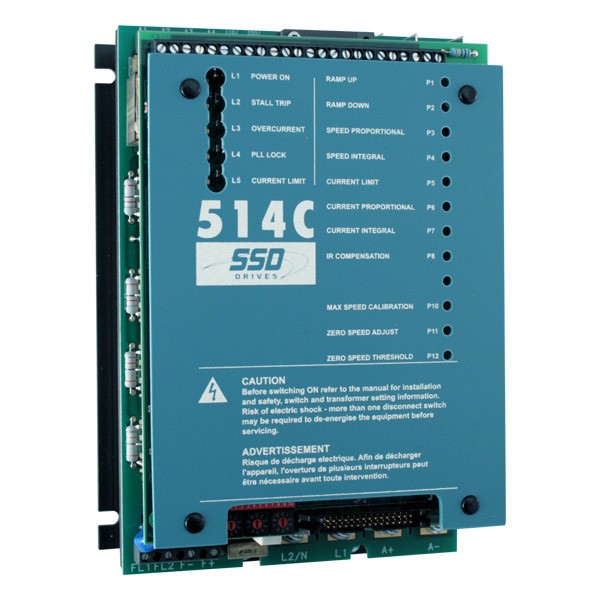 L1 POWER ON
L2 STALL TRIP
L3 OVERCURRENT
L4 PLL LOCK
L5 CURRENT LIMIT
RAMP UP P1
RAMP DOWN P2
SPEED PROPORTIONAL P3
SPEED INTEGRAL P4
CURRENT LIMIT P5
CURRENT PROPORTIONAL P6
CURRENT INTEGRAL P7
IR COMPENSATION P8
MAX SPEED CALIBRATION P10
ZERO SPEED ADJUST P11
ZERO SPEED THRESHOLD P12
514C
SSD
DRIVES
CAUTION
Before switching ON refer to the manual for installation
and safety, switch and transformer setting information.
Risk of electric shock - more than one disconnect switch
may be required to de-energise the equipment before
servicing.
ADVERTISSEMENT
Risque de décharge electrique. Afin de décharger
l'appareil, l'overture de plusieurs interrupteurs peut
être nécessaire avant toute intervention.
FL1 FL2 F- F+ L2/N L1 A+ A-